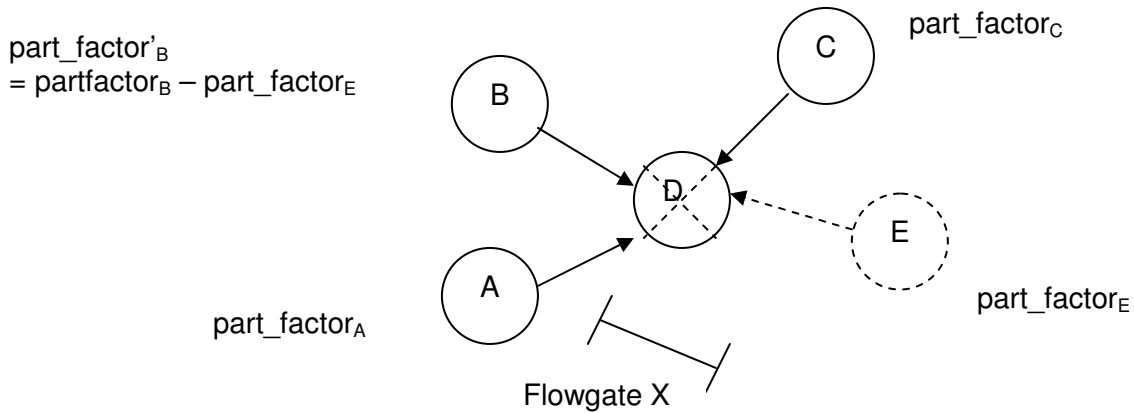 part_factor'B
= partfactorB – part_factorE
B
C
part_factorC
D
E
A
part_factorE
part_factorA
Flowgate X